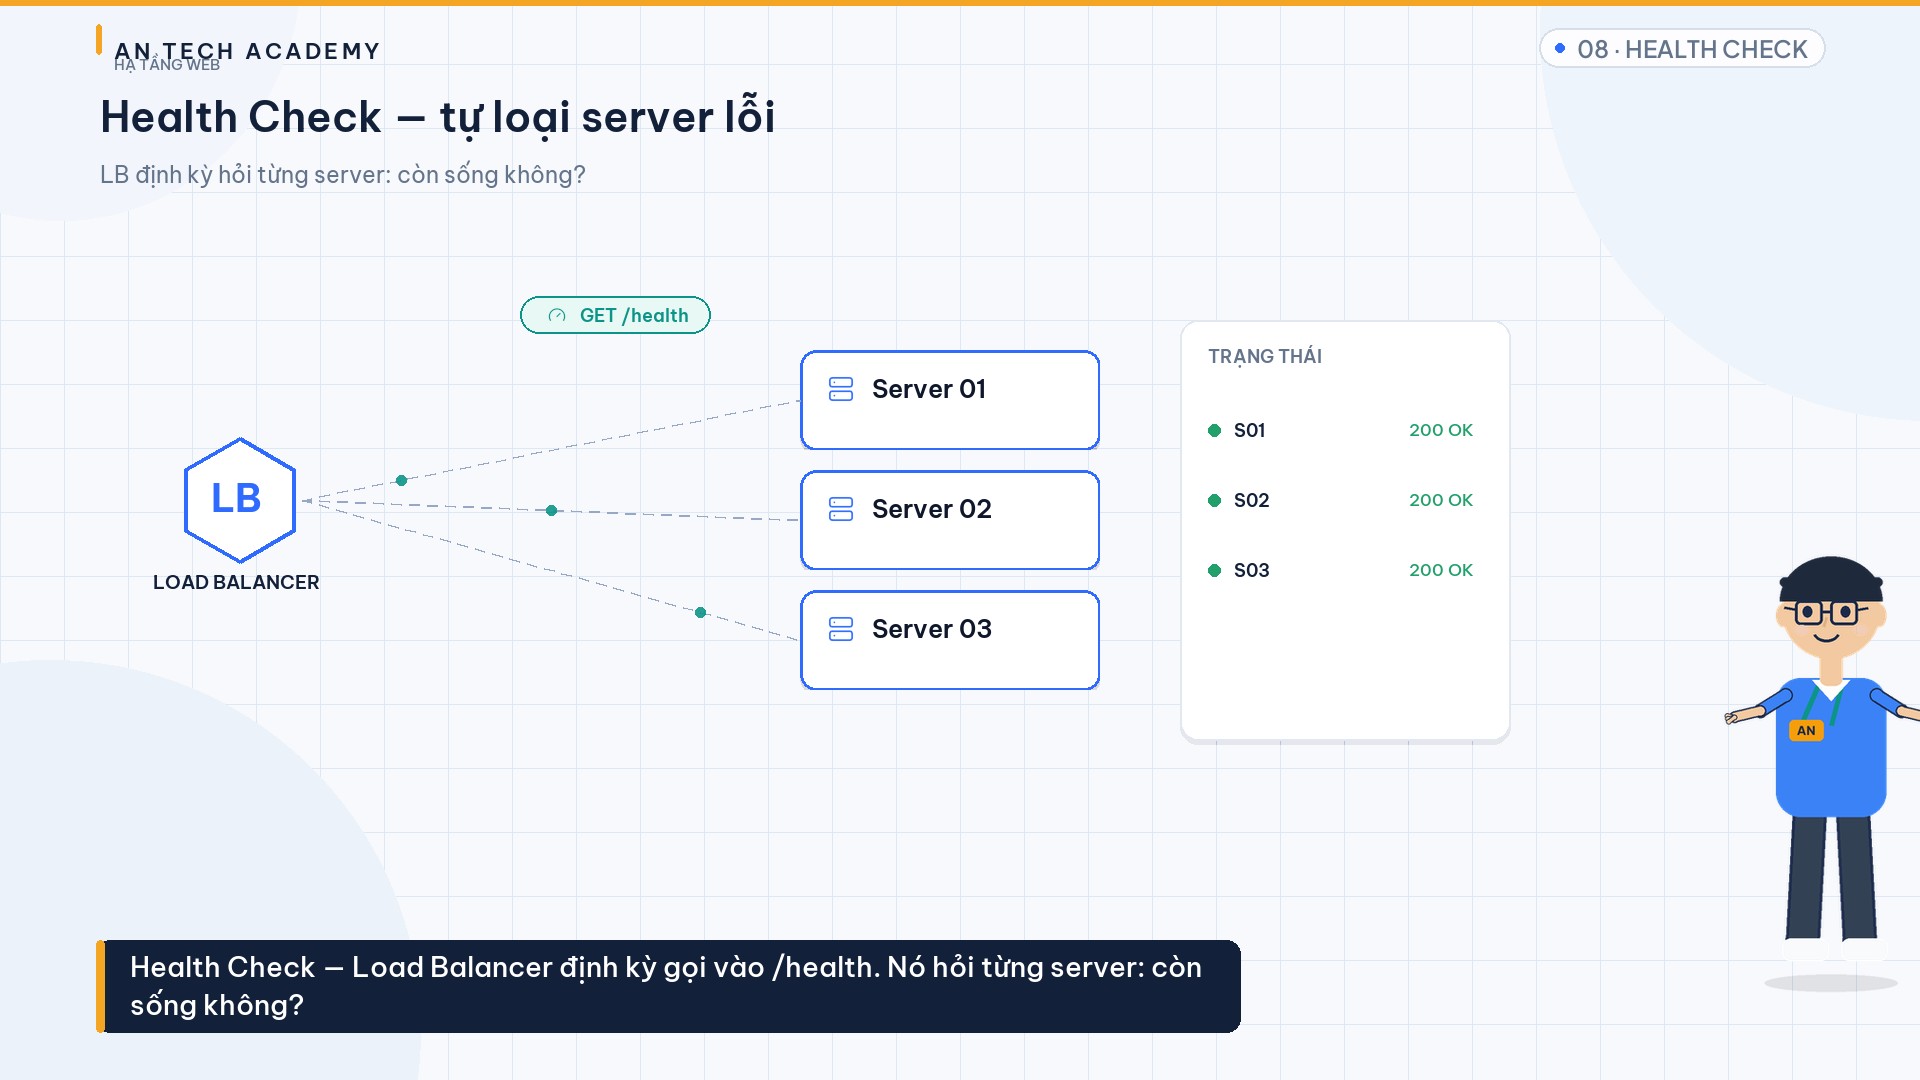 AN TECH ACADEMY
HẠ TẦNG WEB
08 · HEALTH CHECK
Health Check — tự loại server lỗi
LB định kỳ hỏi từng server: còn sống không?
GET /health
LB
LOAD BALANCER
Server 01
Server 02
Server 03
TRẠNG THÁI
S01 200 OK
S02 200 OK
S03 200 OK
AN
Health Check — Load Balancer định kỳ gọi vào /health. Nó hỏi từng server: còn
sống không?